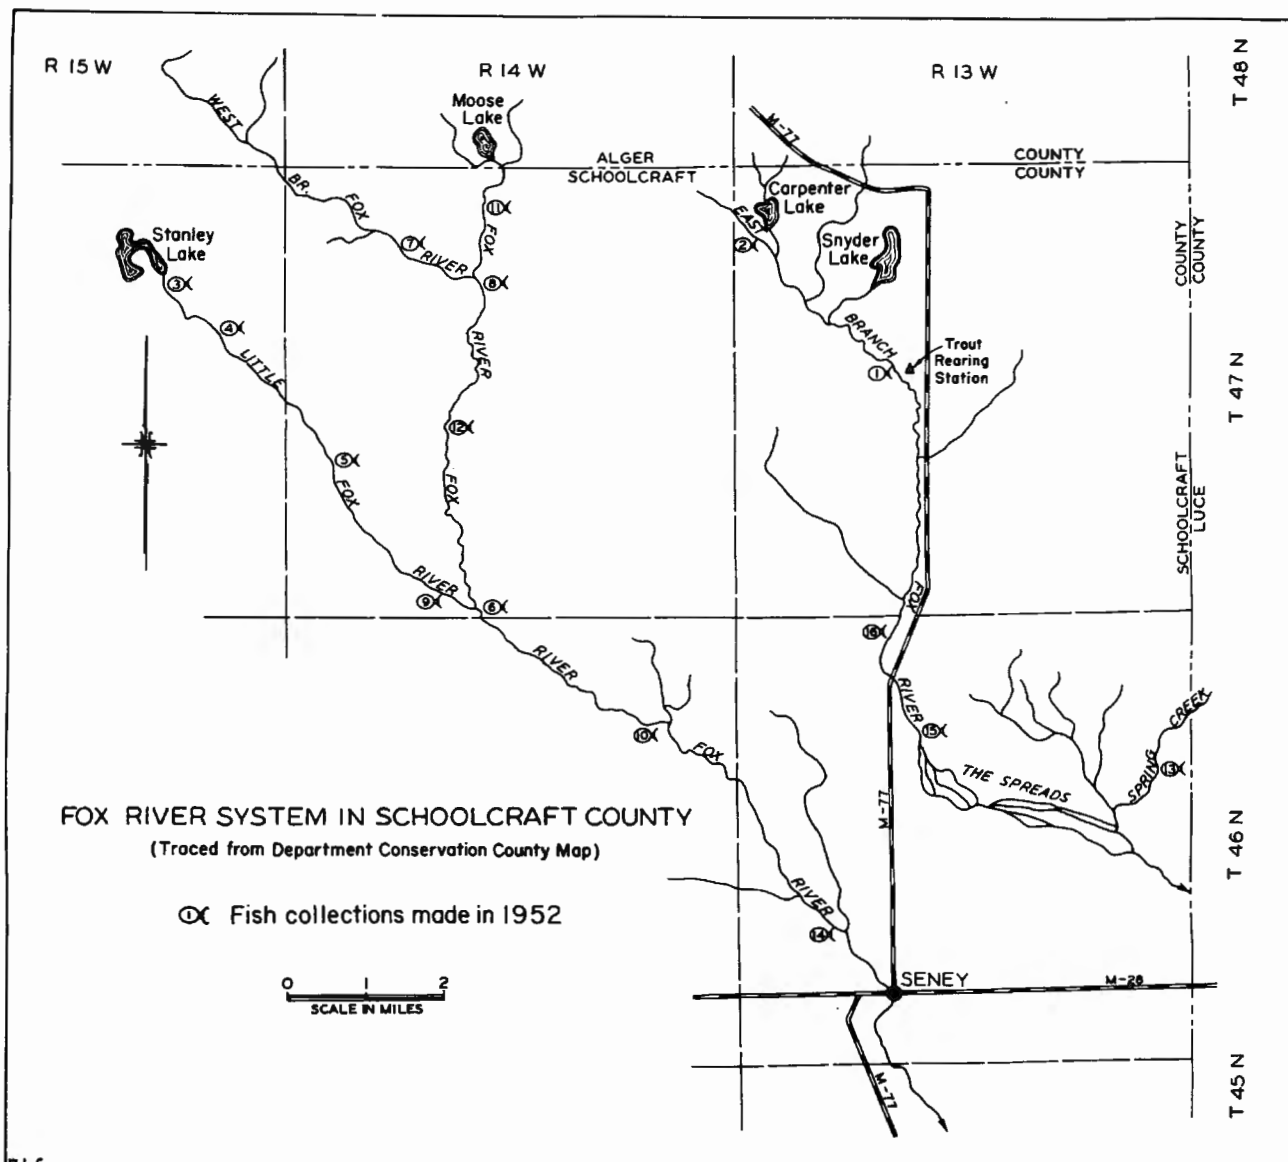 R 15 W
R 14 W
R 13 W
T 48 N
Moose
Lake
M-77
WEST
BR.
FOX
RIVER
ALGER
SCHOOLCRAFT
COUNTY
COUNTY
Carpenter
Lake
EAST
2
Snyder
Lake
11
FOX
7
8
Stanley
Lake
3
4
LITTLE
RIVER
BRANCH
1
Trout
Rearing
Station
COUNTY
COUNTY
T 47 N
12
5
FOX
FOX
SCHOOLCRAFT
LUCE
RIVER
9
6
FOX
16
RIVER
RIVER
15
10
FOX
THE SPREADS
SPRING
CREEK
13
M-77
T 46 N
FOX RIVER SYSTEM IN SCHOOLCRAFT COUNTY
(Traced from Department Conservation County Map)
1 Fish collections made in 1952
RIVER
14
0 1 2
SCALE IN MILES
SENEY
M-28
M-77
T 45 N